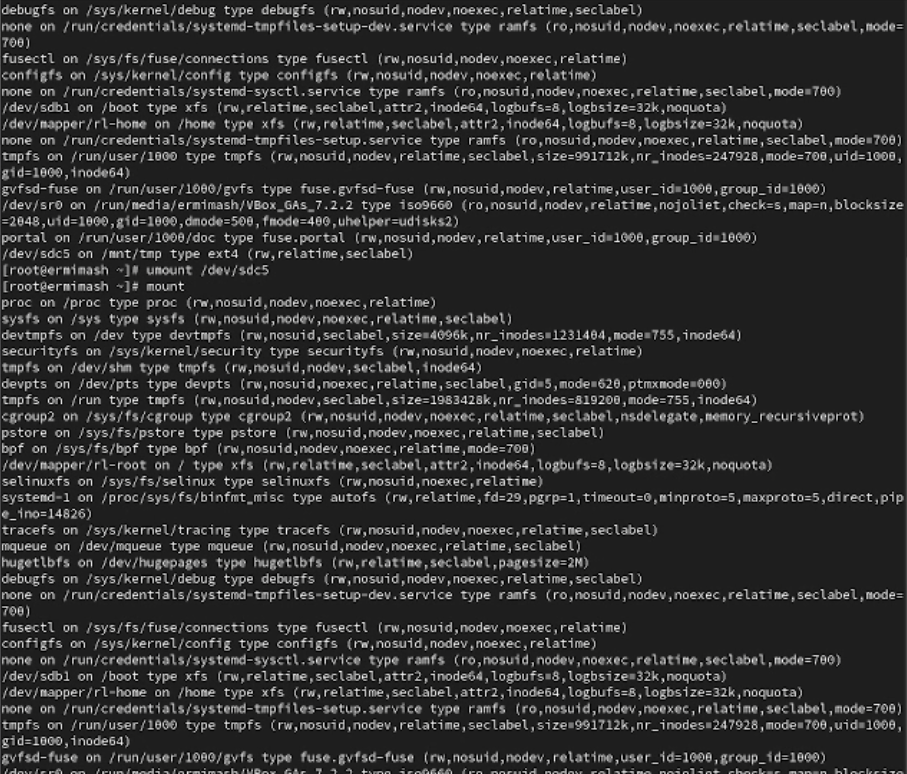 debugfs on /sys/kernel/debug type debugfs (rw,nosuid,nodev,noexec,relatime,seclabel)
none on /run/credentials/systemd-tmpfiles-setup-dev.service type ramfs (ro,nosuid,nodev,noexec,relatime,seclabel,mode=
700)
fusectl on /sys/fs/fuse/connections type fusectl (rw,nosuid,nodev,noexec,relatime)
configfs on /sys/kernel/config type configfs (rw,nosuid,nodev,noexec,relatime)
none on /run/credentials/systemd-sysctl.service type ramfs (ro,nosuid,nodev,noexec,relatime,seclabel,mode=700)
/dev/sdb1 on /boot type xfs (rw,relatime,seclabel,attr2,inode64,logbufs=8,logbsize=32k,noquota)
/dev/mapper/rl-home on /home type xfs (rw,relatime,seclabel,attr2,inode64,logbufs=8,logbsize=32k,noquota)
none on /run/credentials/systemd-tmpfiles-setup.service type ramfs (ro,nosuid,nodev,noexec,relatime,seclabel,mode=700)
tmpfs on /run/user/1000 type tmpfs (rw,nosuid,nodev,relatime,seclabel,size=991712k,nr_inodes=247928,mode=700,uid=1000,
gid=1000,inode64)
gvfsd-fuse on /run/user/1000/gvfs type fuse.gvfsd-fuse (rw,nosuid,nodev,relatime,user_id=1000,group_id=1000)
/dev/sr0 on /run/media/ermimash/VBox_GAs_7.2.2 type iso9660 (ro,nosuid,nodev,relatime,nojoliet,check=s,map=n,blocksize
=2048,uid=1000,gid=1000,dmode=500,fmode=400,uhelper=udisks2)
portal on /run/user/1000/doc type fuse.portal (rw,nosuid,nodev,relatime,user_id=1000,group_id=1000)
/dev/sdc5 on /mnt/tmp type ext4 (rw,relatime,seclabel)
[root@ermimash ~]# umount /dev/sdc5
[root@ermimash ~]# mount
proc on /proc type proc (rw,nosuid,nodev,noexec,relatime)
sysfs on /sys type sysfs (rw,nosuid,nodev,noexec,relatime,seclabel)
devtmpfs on /dev type devtmpfs (rw,nosuid,seclabel,size=4096k,nr_inodes=1231404,mode=755,inode64)
securityfs on /sys/kernel/security type securityfs (rw,nosuid,nodev,noexec,relatime)
tmpfs on /dev/shm type tmpfs (rw,nosuid,nodev,seclabel,inode64)
devpts on /dev/pts type devpts (rw,nosuid,noexec,relatime,seclabel,gid=5,mode=620,ptmxmode=000)
tmpfs on /run type tmpfs (rw,nosuid,nodev,seclabel,size=1983428k,nr_inodes=819200,mode=755,inode64)
cgroup2 on /sys/fs/cgroup type cgroup2 (rw,nosuid,nodev,noexec,relatime,seclabel,nsdelegate,memory_recursiveprot)
pstore on /sys/fs/pstore type pstore (rw,nosuid,nodev,noexec,relatime,seclabel)
bpf on /sys/fs/bpf type bpf (rw,nosuid,nodev,noexec,relatime,mode=700)
/dev/mapper/rl-root on / type xfs (rw,relatime,seclabel,attr2,inode64,logbufs=8,logbsize=32k,noquota)
selinuxfs on /sys/fs/selinux type selinuxfs (rw,nosuid,noexec,relatime)
systemd-1 on /proc/sys/fs/binfmt_misc type autofs (rw,relatime,fd=29,pgrp=1,timeout=0,minproto=5,maxproto=5,direct,pip
e_ino=14826)
tracefs on /sys/kernel/tracing type tracefs (rw,nosuid,nodev,noexec,relatime,seclabel)
mqueue on /dev/mqueue type mqueue (rw,nosuid,nodev,noexec,relatime,seclabel)
hugetlbfs on /dev/hugepages type hugetlbfs (rw,relatime,seclabel,pagesize=2M)
debugfs on /sys/kernel/debug type debugfs (rw,nosuid,nodev,noexec,relatime,seclabel)
none on /run/credentials/systemd-tmpfiles-setup-dev.service type ramfs (ro,nosuid,nodev,noexec,relatime,seclabel,mode=
700)
fusectl on /sys/fs/fuse/connections type fusectl (rw,nosuid,nodev,noexec,relatime)
configfs on /sys/kernel/config type configfs (rw,nosuid,nodev,noexec,relatime)
none on /run/credentials/systemd-sysctl.service type ramfs (ro,nosuid,nodev,noexec,relatime,seclabel,mode=700)
/dev/sdb1 on /boot type xfs (rw,relatime,seclabel,attr2,inode64,logbufs=8,logbsize=32k,noquota)
/dev/mapper/rl-home on /home type xfs (rw,relatime,seclabel,attr2,inode64,logbufs=8,logbsize=32k,noquota)
none on /run/credentials/systemd-tmpfiles-setup.service type ramfs (ro,nosuid,nodev,noexec,relatime,seclabel,mode=700)
tmpfs on /run/user/1000 type tmpfs (rw,nosuid,nodev,relatime,seclabel,size=991712k,nr_inodes=247928,mode=700,uid=1000,
gid=1000,inode64)
gvfsd-fuse on /run/user/1000/gvfs type fuse.gvfsd-fuse (rw,nosuid,nodev,relatime,user_id=1000,group_id=1000)